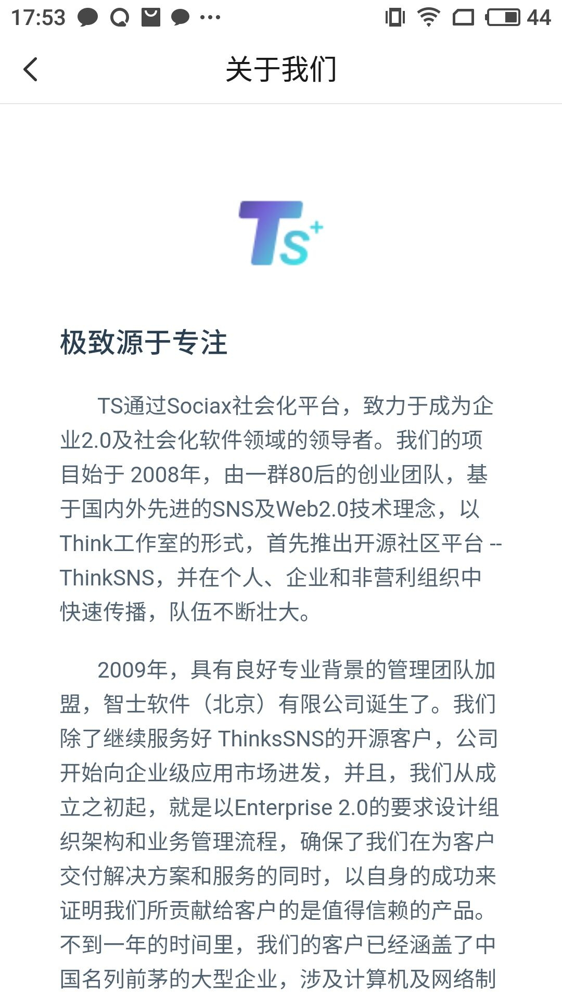 17:53
44
关于我们
Ts+
极致源于专注
TS通过Sociax社会化平台，致力于成为企
业2.0及社会化软件领域的领导者。我们的项
目始于 2008年，由一群80后的创业团队，基
于国内外先进的SNS及Web2.0技术理念，以
Think工作室的形式，首先推出开源社区平台 --
ThinkSNS，并在个人、企业和非营利组织中
快速传播，队伍不断壮大。
2009年，具有良好专业背景的管理团队加
盟，智士软件（北京）有限公司诞生了。我们
除了继续服务好 ThinksSNS的开源客户，公司
开始向企业级应用市场进发，并且，我们从成
立之初起，就是以Enterprise 2.0的要求设计组
织架构和业务管理流程，确保了我们在为客户
交付解决方案和服务的同时，以自身的成功来
证明我们所贡献给客户的是值得信赖的产品。
不到一年的时间里，我们的客户已经涵盖了中
国名列前茅的大型企业，涉及计算机及网络制